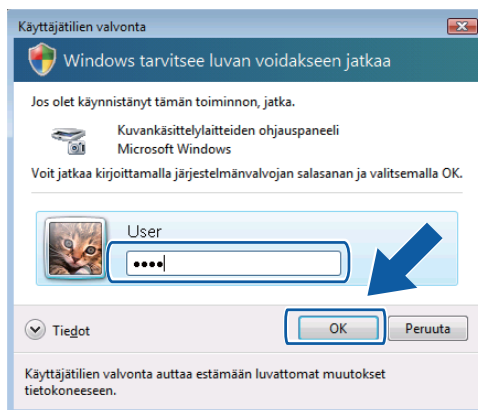 Käyttäjätilien valvonta
Windows tarvitsee luvan voidakseen jatkaa
Jos olet käynnistänyt tämän toiminnon, jatka.
Kuvankäsittelylaitteiden ohjauspaneeli
Microsoft Windows
Voit jatkaa kirjoittamalla järjestelmänvalvojan salasanan ja valitsemalla OK.
User
••••
Tiedot
OK Peruuta
Käyttäjätilien valvonta auttaa estämään luvattomat muutokset
tietokoneeseen.